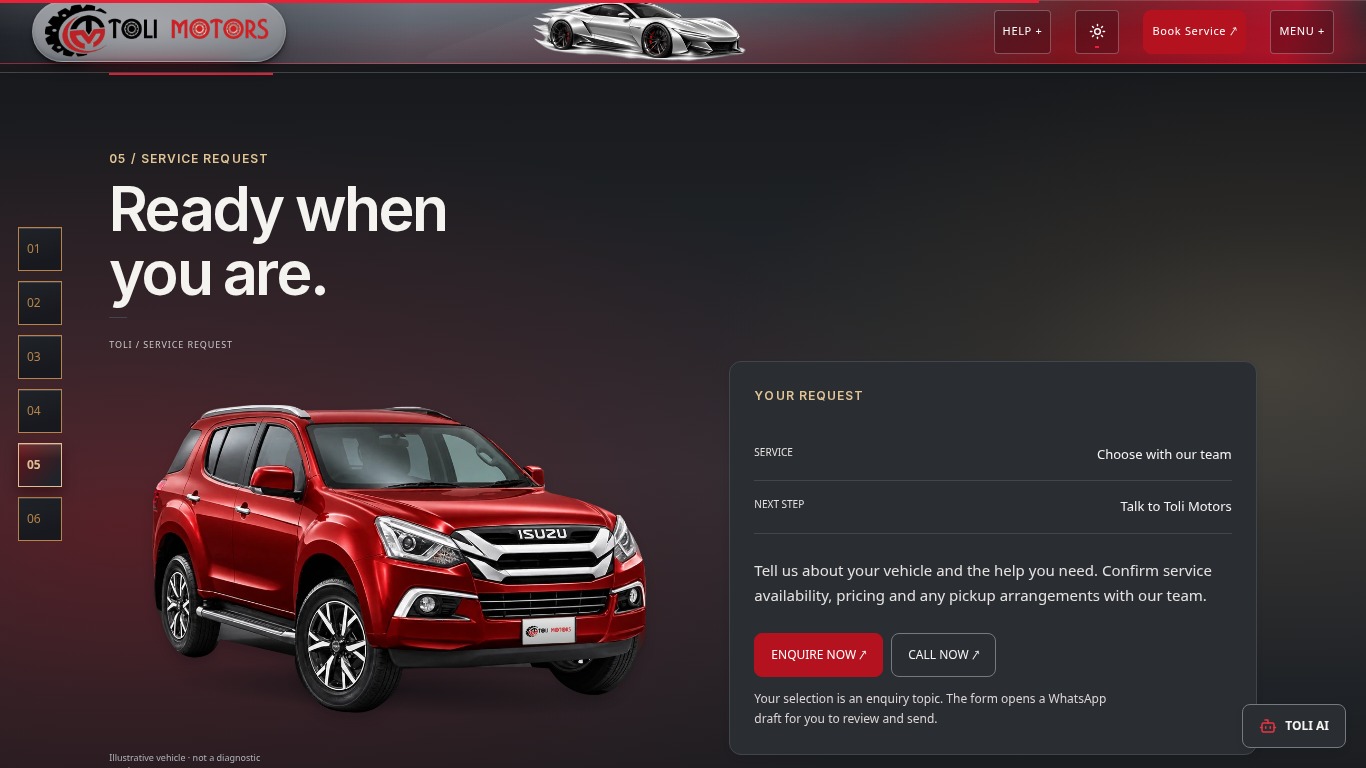 TOLI MOTORS
HELP +
Book Service ↗
MENU +
05 / SERVICE REQUEST
Ready when
you are.
TOLI / SERVICE REQUEST
01
02
03
04
05
06
ISUZU
TOLI MOTORS
Illustrative vehicle · not a diagnostic
YOUR REQUEST
SERVICE
Choose with our team
NEXT STEP
Talk to Toli Motors
Tell us about your vehicle and the help you need. Confirm service
availability, pricing and any pickup arrangements with our team.
ENQUIRE NOW ↗
CALL NOW ↗
Your selection is an enquiry topic. The form opens a WhatsApp
draft for you to review and send.
TOLI AI